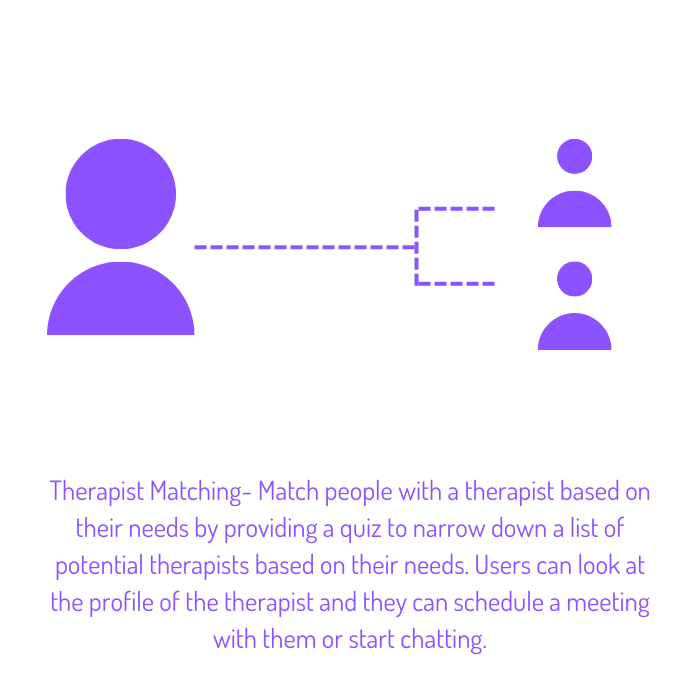 Therapist Matching- Match people with a therapist based on
their needs by providing a quiz to narrow down a list of
potential therapists based on their needs. Users can look at
the profile of the therapist and they can schedule a meeting
with them or start chatting.